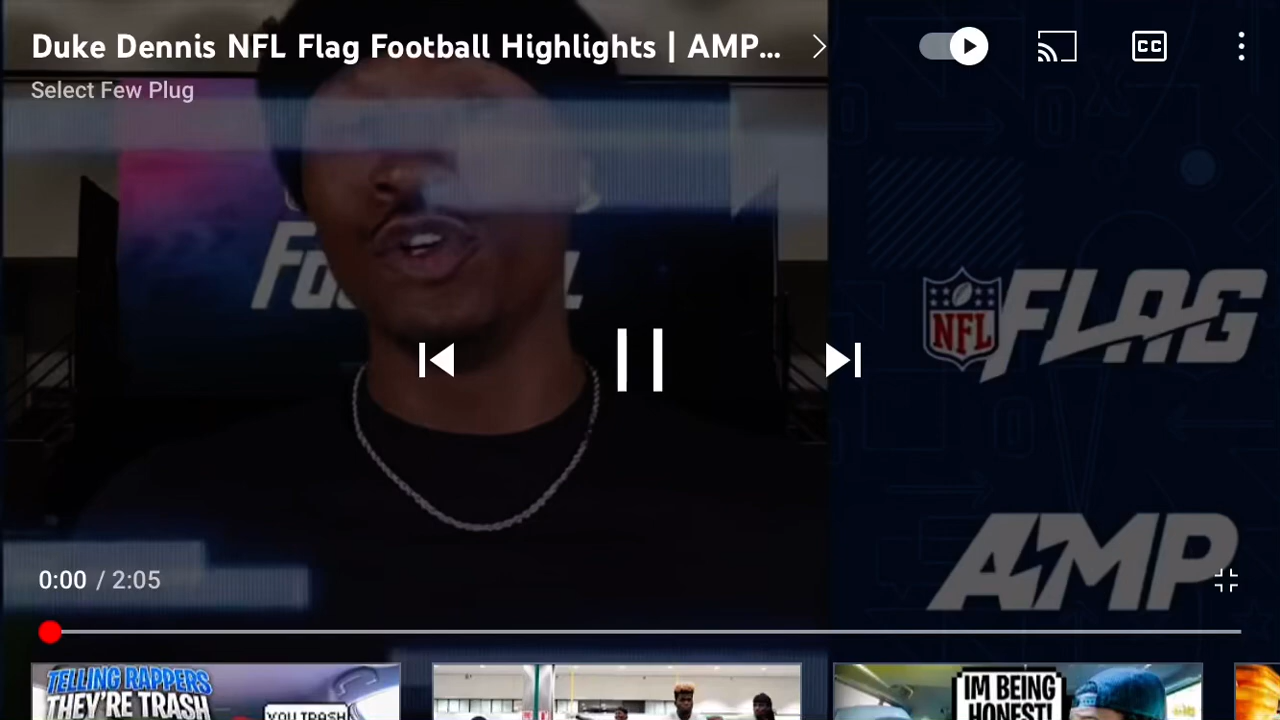 Duke Dennis NFL Flag Football Highlights | AMP...
CC
Select Few Plug
NFL FLAG
AMP
0:00 / 2:05
TELLING RAPPERS
THEY'RE TRASH
YOU TRASH
IM BEING
HONEST!